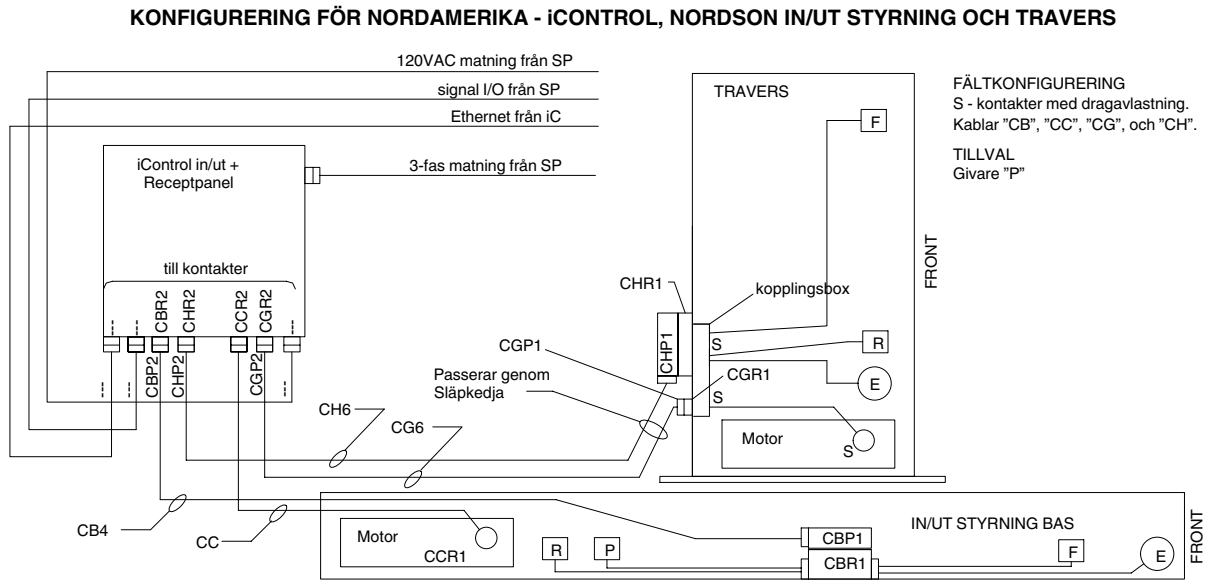 KONFIGURERING FÖR NORDAMERIKA - iCONTROL, NORDSON IN/UT STYRNING OCH TRAVERS
120VAC matning från SP
signal I/O från SP
Ethernet från iC
3-fas matning från SP
iControl in/ut +
Receptpanel
till kontakter
CBR2
CHR2
CCR2
CGR2
CBP2
CHP2
CGP2
TRAVERS
F
FÄLTKONFIGURERING
S - kontakter med dragavlastning.
Kablar "CB", "CC", "CG", och "CH".
TILLVAL
Givare "P"
FRONT
CHR1
kopplingsbox
CHP1
S
R
CGP1
CGR1
E
Passerar genom
Släpkedja
S
CH6
CG6
Motor
S
CB4
CC
Motor
CCR1
R
P
CBP1
CBR1
IN/UT STYRNING BAS
F
E
FRONT